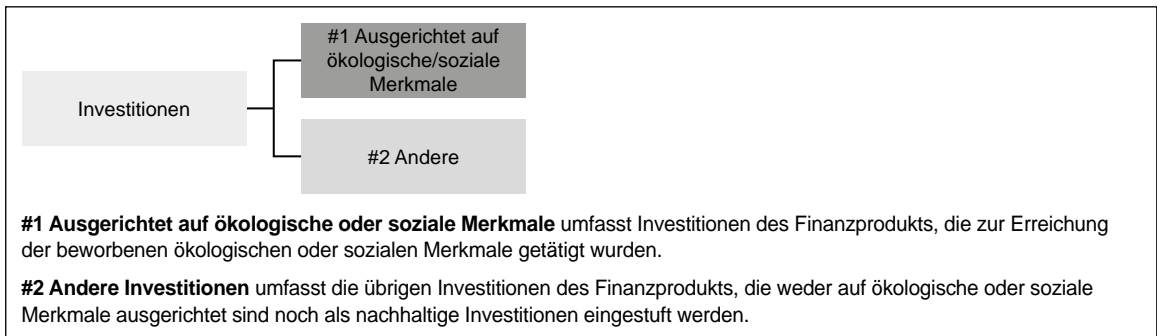 #1 Ausgerichtet auf
ökologische/soziale
Merkmale
Investitionen
#2 Andere
#1 Ausgerichtet auf ökologische oder soziale Merkmale umfasst Investitionen des Finanzprodukts, die zur Erreichung
der beworbenen ökologischen oder sozialen Merkmale getätigt wurden.
#2 Andere Investitionen umfasst die übrigen Investitionen des Finanzprodukts, die weder auf ökologische oder soziale
Merkmale ausgerichtet sind noch als nachhaltige Investitionen eingestuft werden.